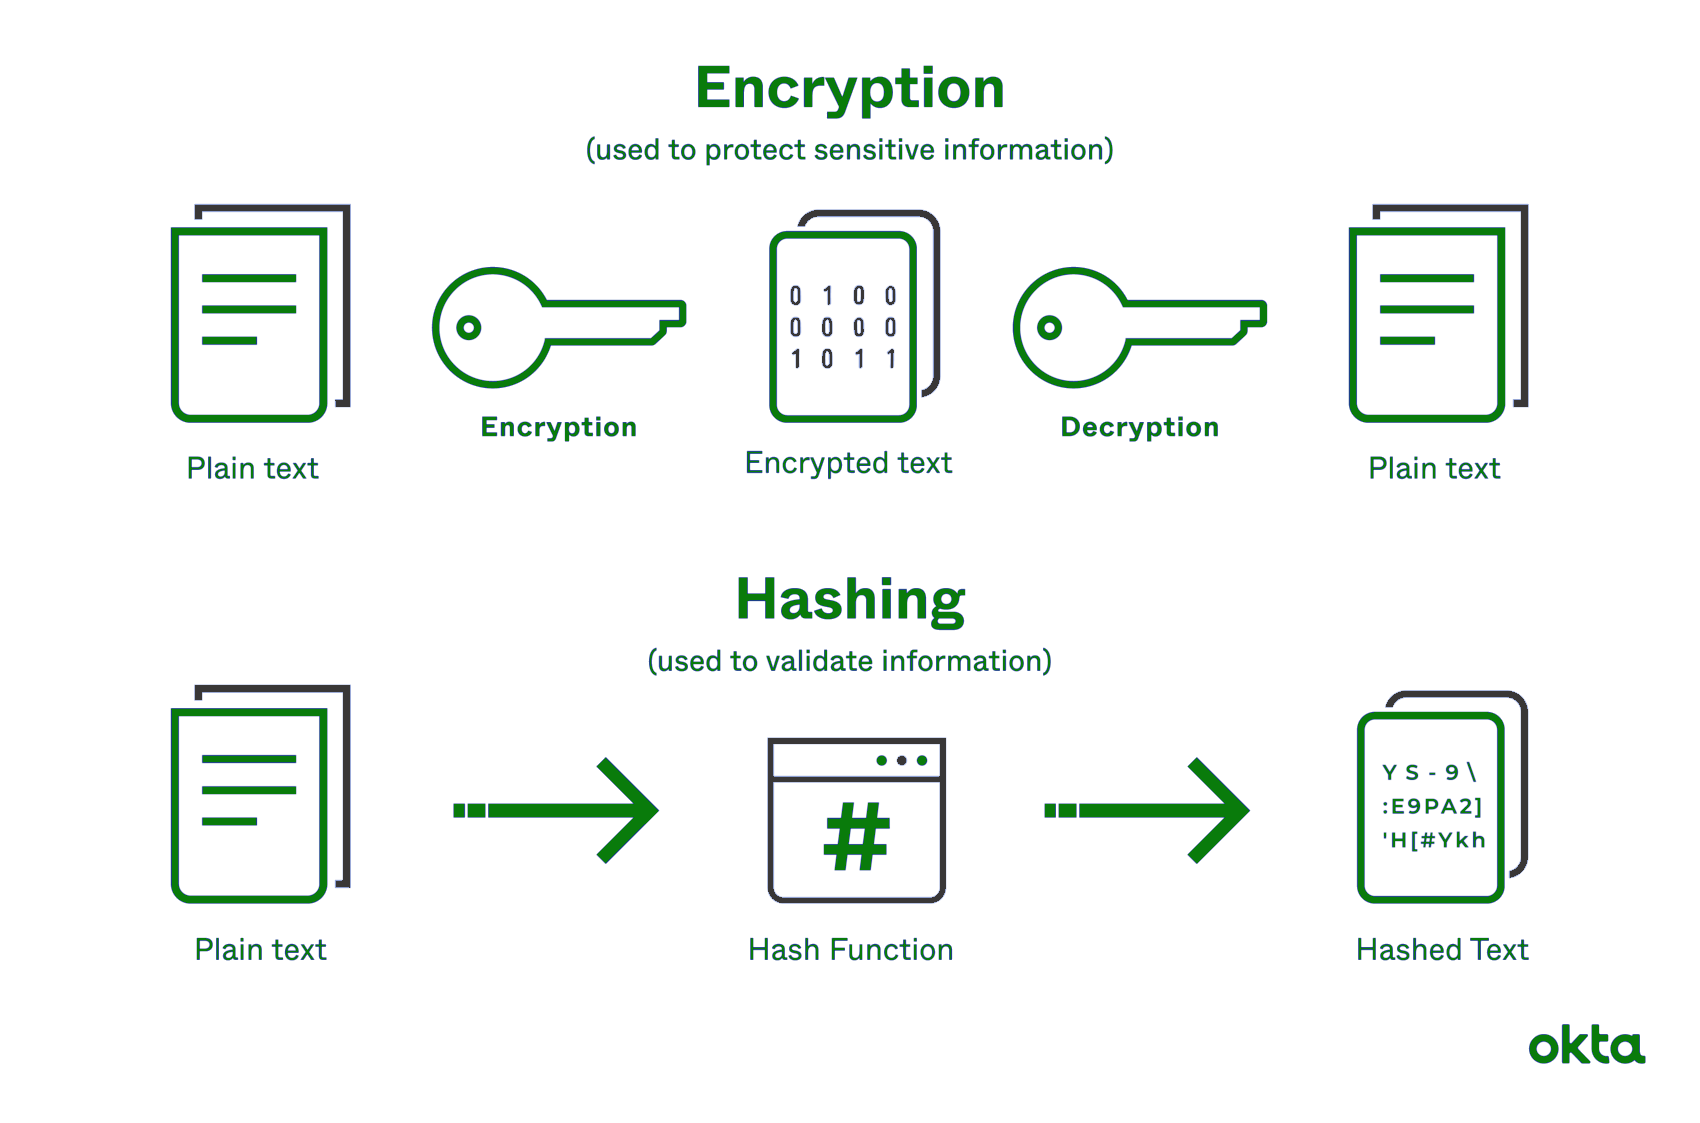 Encryption
(used to protect sensitive information)
0 1 0 0
0 0 0 0
1 0 1 1
Encryption
Decryption
Plain text
Encrypted text
Plain text
Hashing
(used to validate information)
#
Y S - 9 \
:E9PA2]
'H[#Ykh
Plain text
Hash Function
Hashed Text
okta